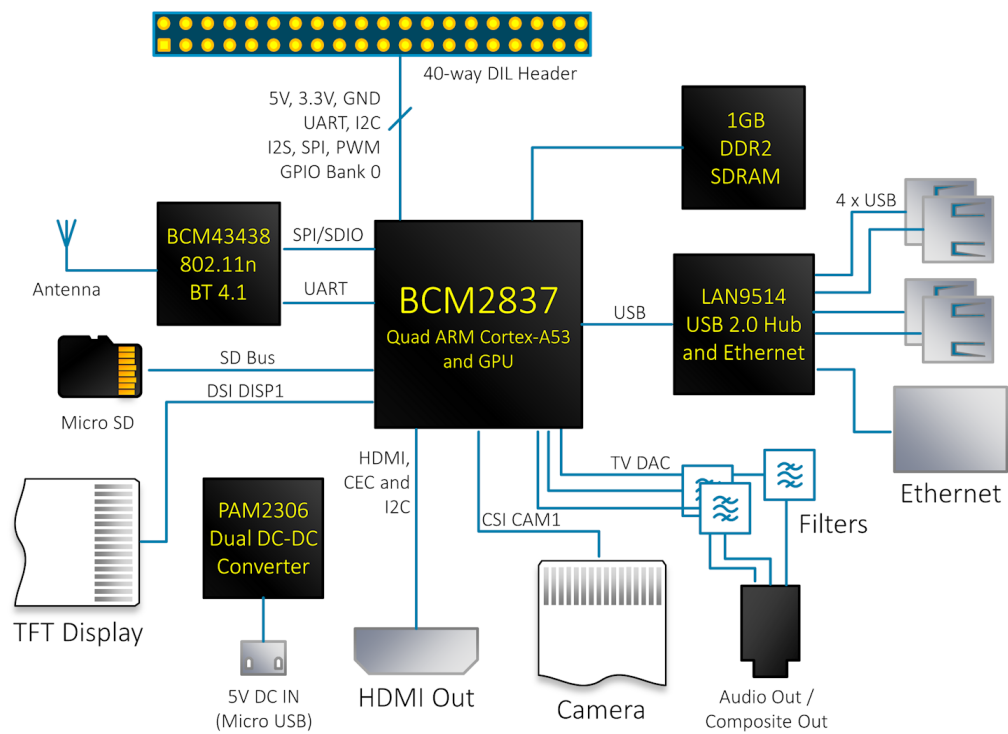 40-way DIL Header
5V, 3.3V, GND
UART, I2C
I2S, SPI, PWM
GPIO Bank 0
1GB
DDR2
SDRAM
4 x USB
BCM43438
802.11n
BT 4.1
SPI/SDIO
UART
Antenna
BCM2837
Quad ARM Cortex-A53
and GPU
USB
LAN9514
USB 2.0 Hub
and Ethernet
SD Bus
DSI DISP1
Micro SD
HDMI,
CEC and
I2C
TV DAC
CSI CAM1
Filters
Ethernet
PAM2306
Dual DC-DC
Converter
TFT Display
5V DC IN
(Micro USB)
HDMI Out
Camera
Audio Out /
Composite Out